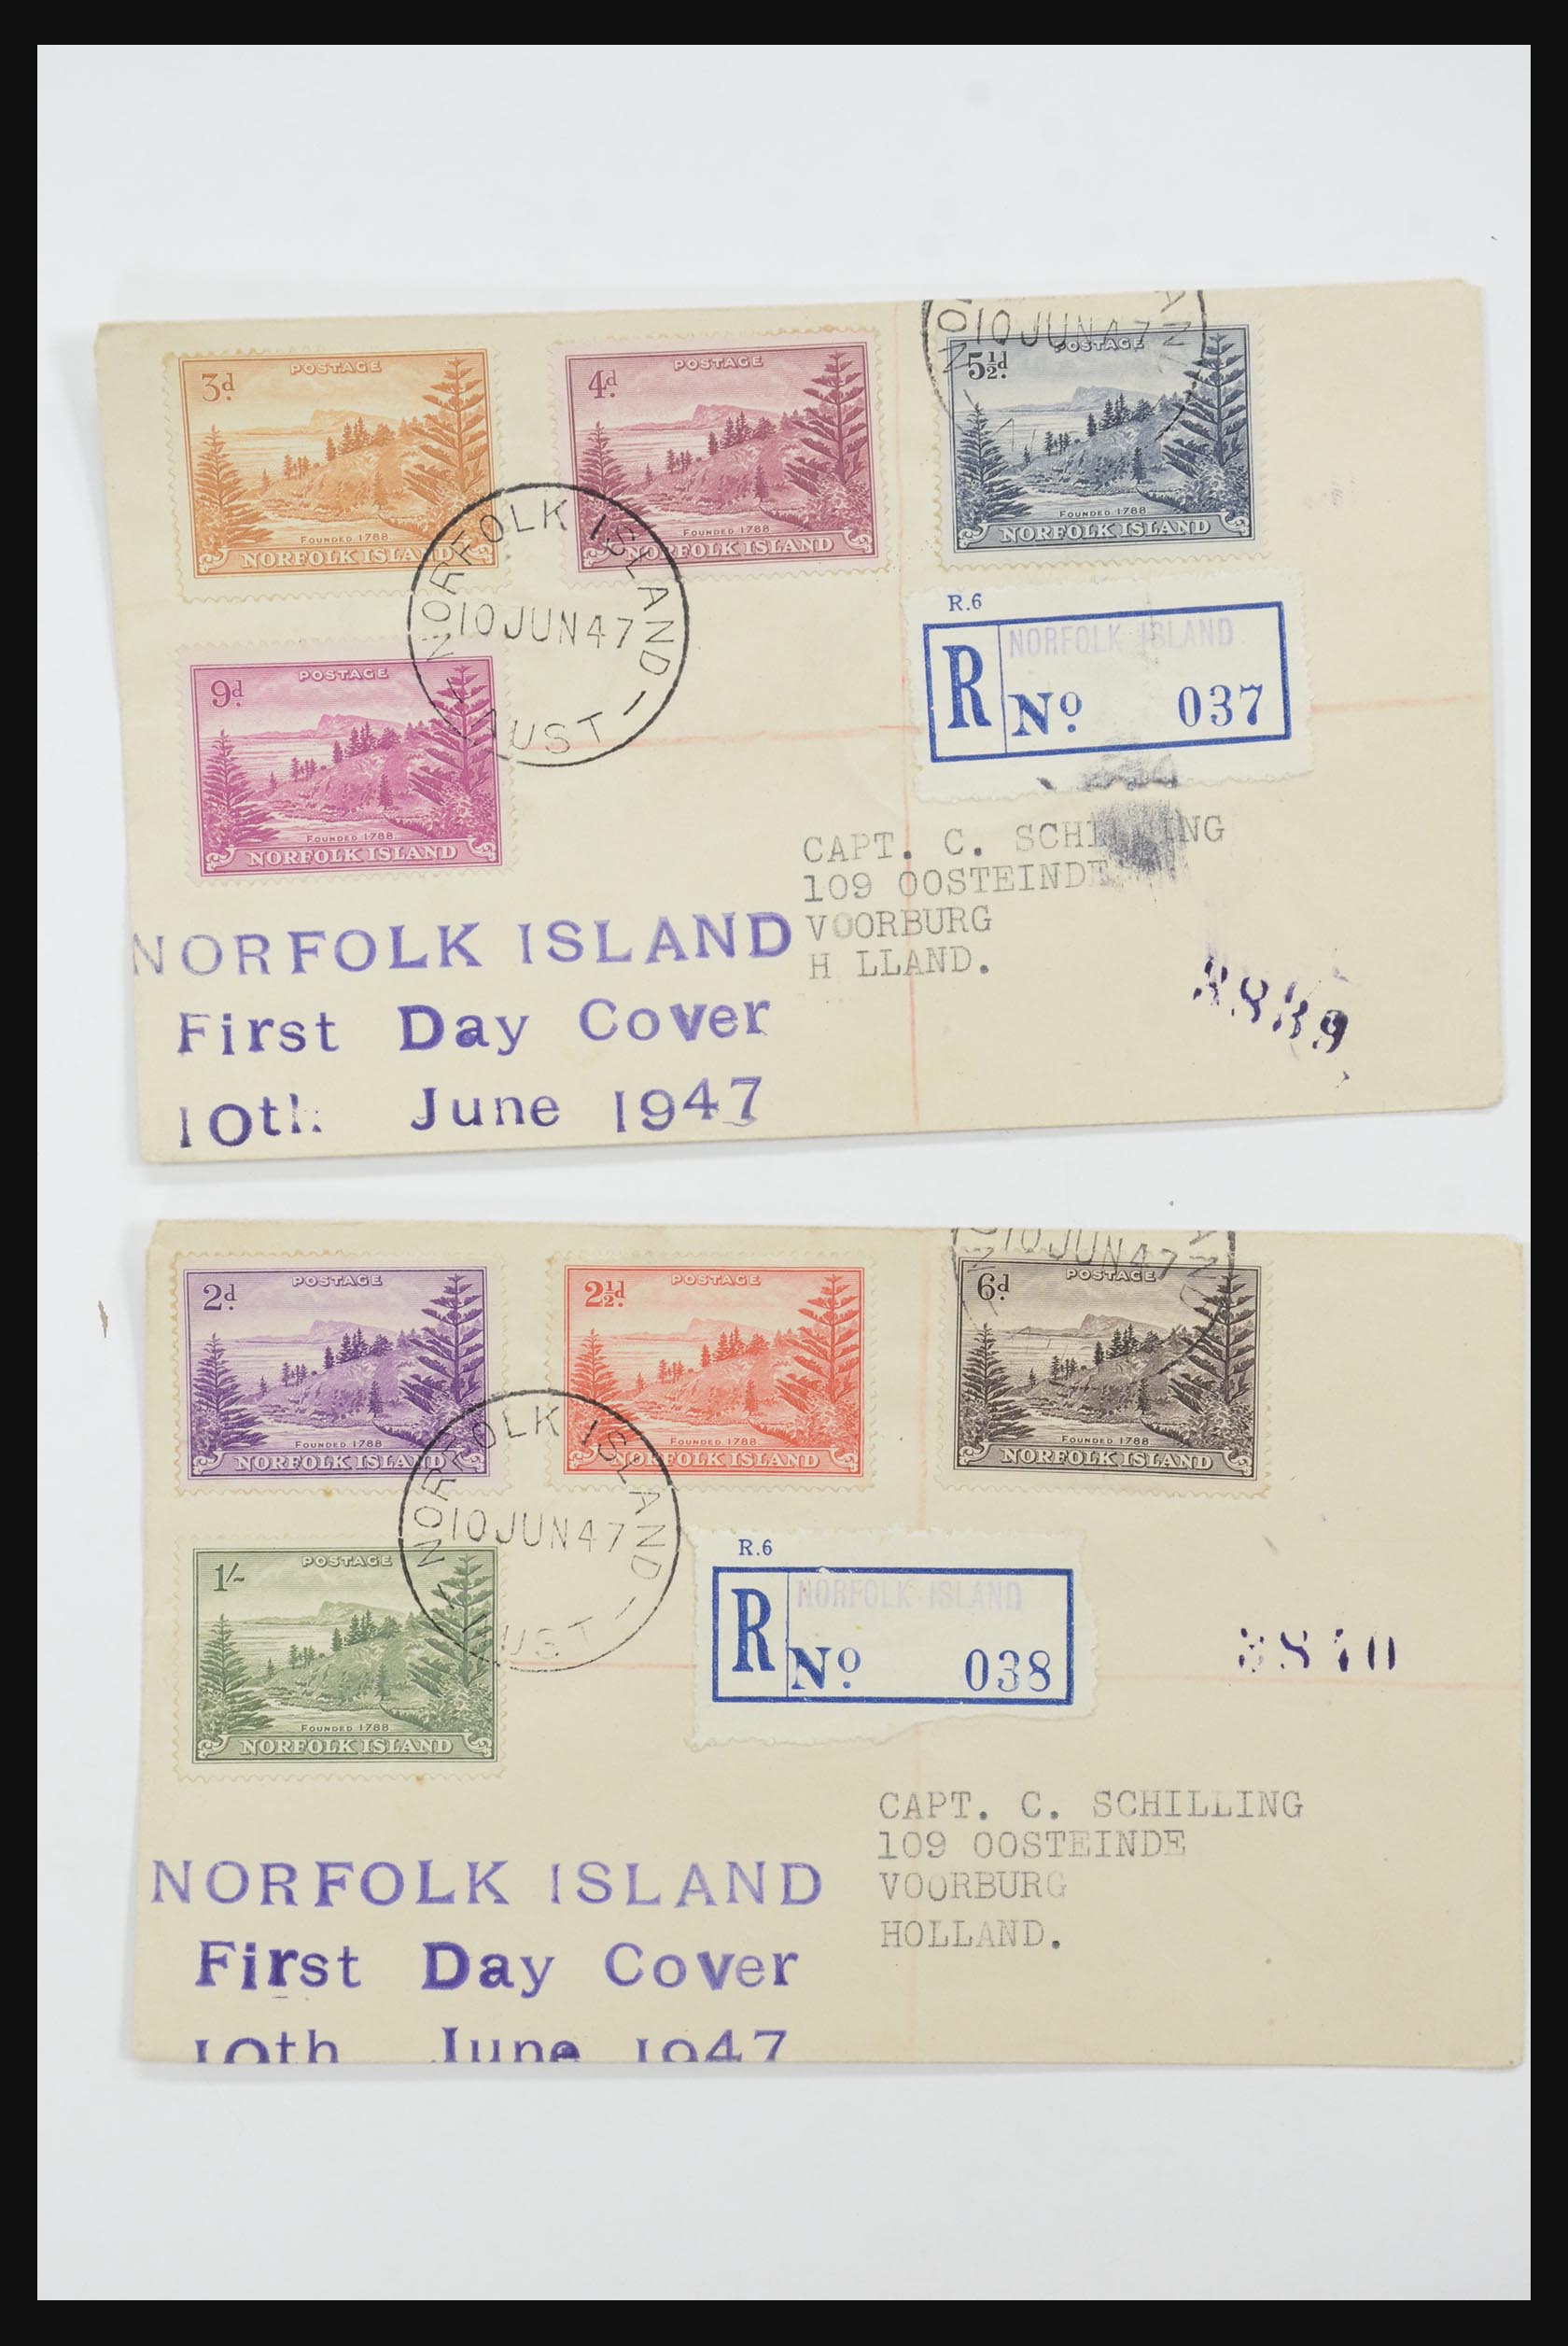 3d.
POSTAGE
FOUNDED 1788
NORFOLK ISLAND
4d.
POSTAGE
FOUNDED 1788
NORFOLK ISLAND
10 JUN 47
5½d.
POSTAGE
FOUNDED 1788
NORFOLK ISLAND
NORFOLK ISLAND
10 JUN 47
AUST
9d.
POSTAGE
FOUNDED 1788
NORFOLK ISLAND
R.6
R
NORFOLK ISLAND
No. 037
CAPT. C. SCHILLING
109 OOSTEINDE
VOORBURG
H LLAND.
NORFOLK ISLAND
First Day Cover
10th June 1947
2d.
POSTAGE
FOUNDED 1788
NORFOLK ISLAND
2½d.
POSTAGE
FOUNDED 1788
NORFOLK ISLAND
10 JUN 47
6d.
POSTAGE
FOUNDED 1788
NORFOLK ISLAND
NORFOLK ISLAND
10 JUN 47
AUST
1/-
POSTAGE
FOUNDED 1788
NORFOLK ISLAND
R.6
R
NORFOLK ISLAND
No. 038
CAPT. C. SCHILLING
109 OOSTEINDE
VOORBURG
HOLLAND.
NORFOLK ISLAND
First Day Cover
10th June 1947